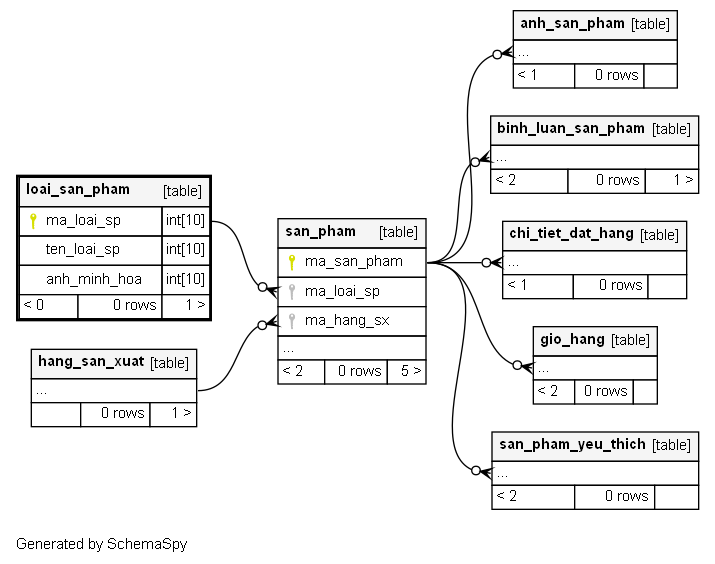 anh_san_pham [table]
...
< 1 0 rows
binh_luan_san_pham [table]
...
< 2 0 rows 1 >
loai_san_pham [table]
ma_loai_sp int[10]
ten_loai_sp int[10]
anh_minh_hoa int[10]
< 0 0 rows 1 >
san_pham [table]
ma_san_pham
ma_loai_sp
ma_hang_sx
...
< 2 0 rows 5 >
chi_tiet_dat_hang [table]
...
< 1 0 rows
hang_san_xuat [table]
...
0 rows 1 >
gio_hang [table]
...
< 2 0 rows
san_pham_yeu_thich [table]
...
< 2 0 rows
Generated by SchemaSpy